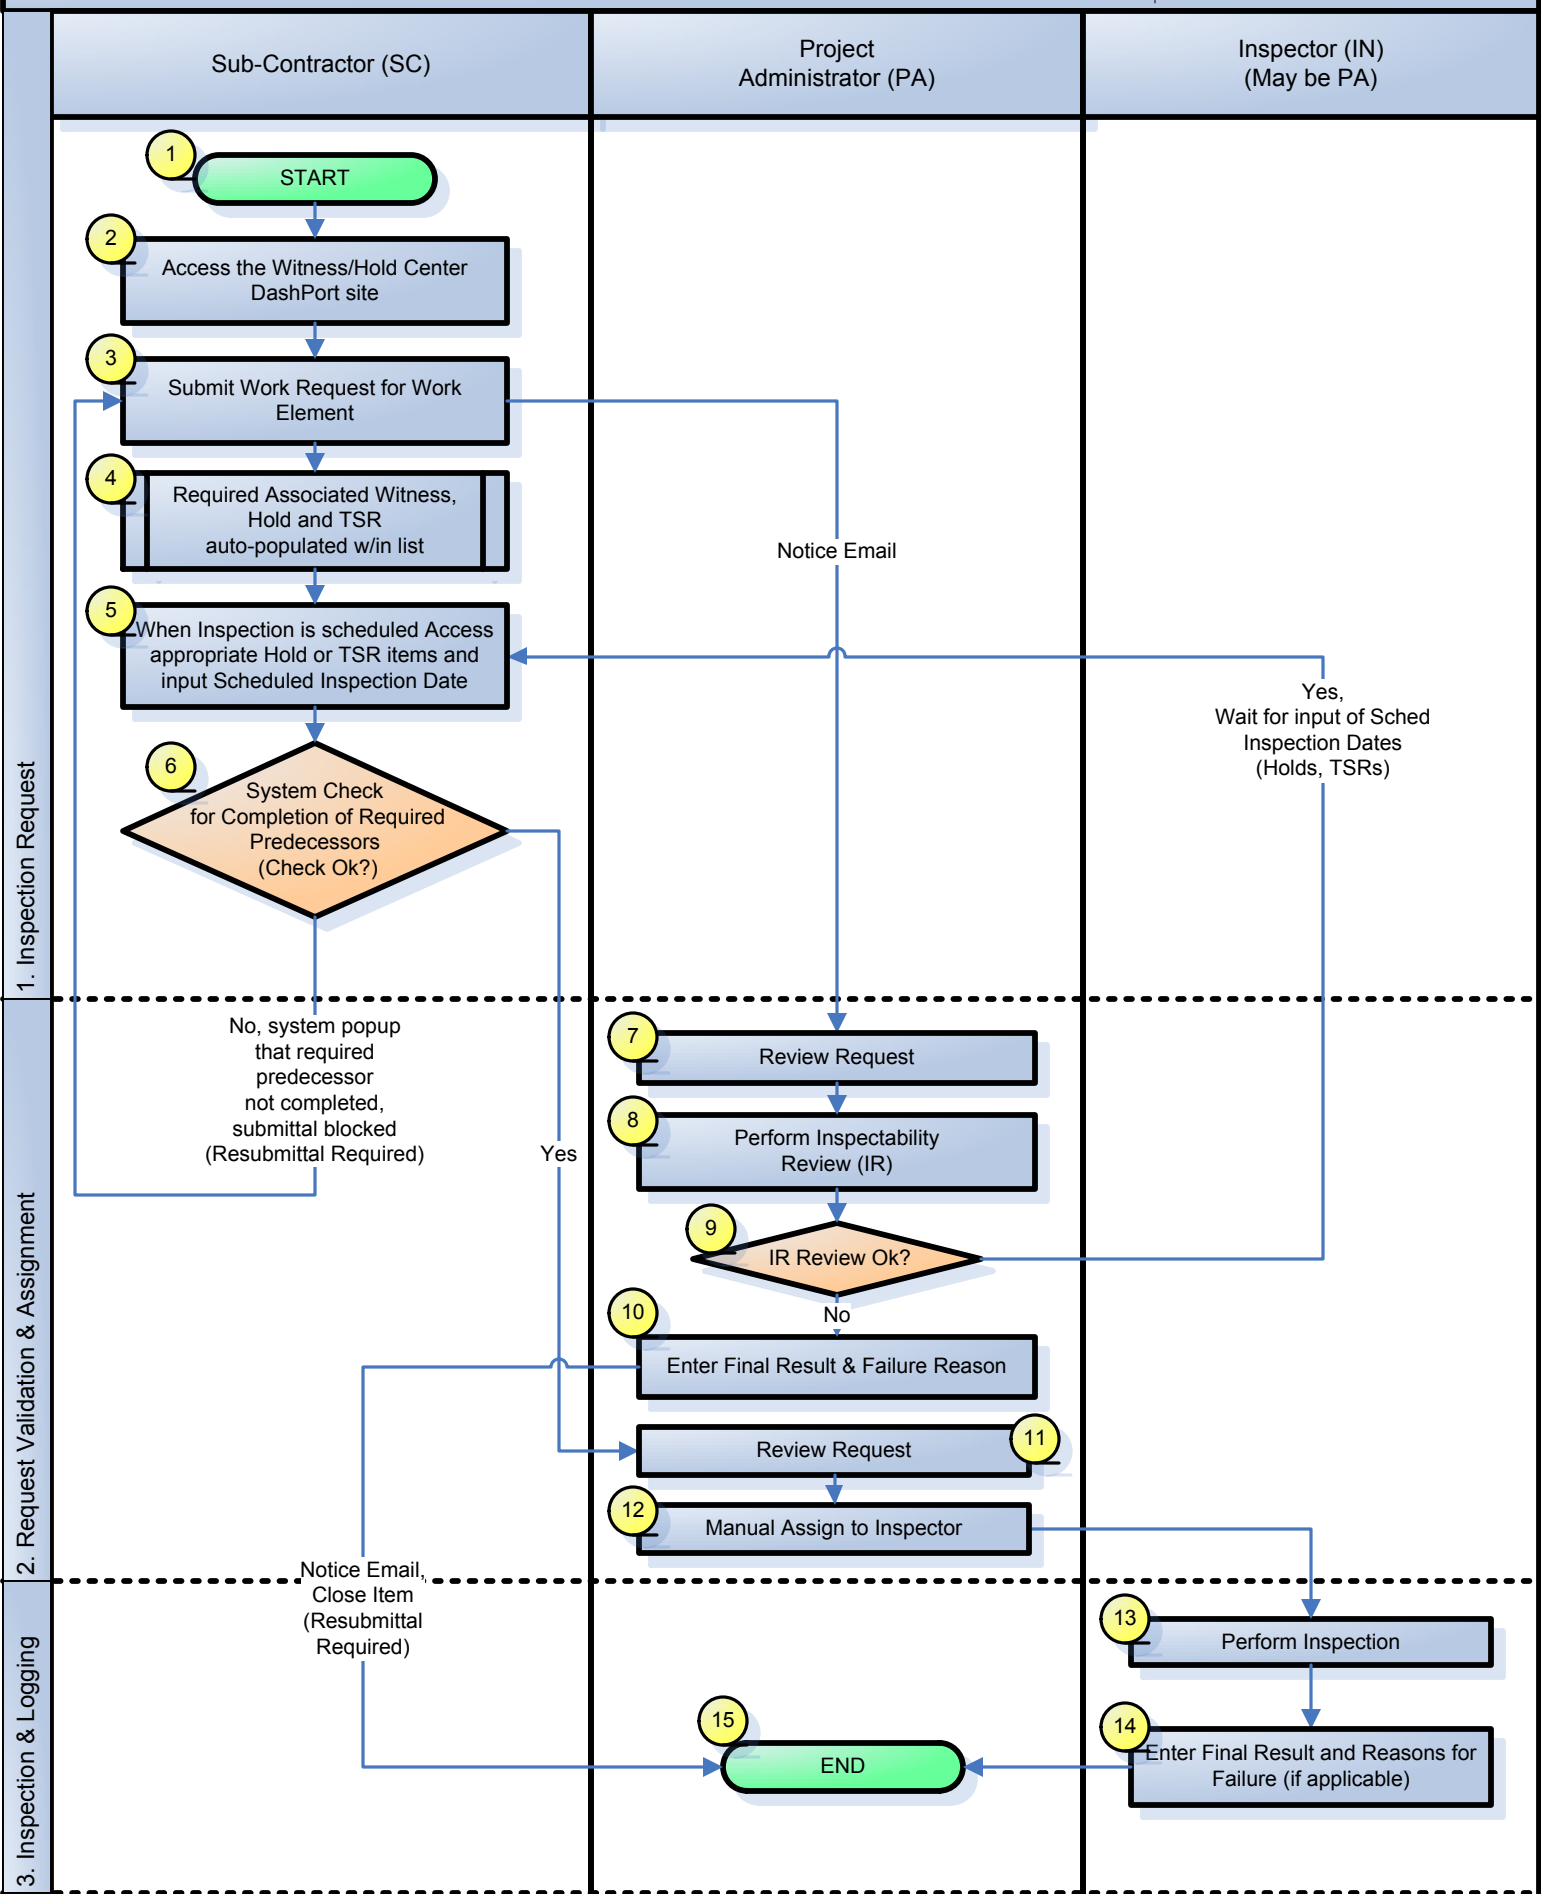 Sub-Contractor (SC)
Project
Administrator (PA)
Inspector (IN)
(May be PA)
1. Inspection Request
1
START
2
Access the Witness/Hold Center
DashPort site
3
Submit Work Request for Work
Element
4
Required Associated Witness,
Hold and TSR
auto-populated w/in list
Notice Email
5
When Inspection is scheduled Access
appropriate Hold or TSR items and
input Scheduled Inspection Date
Yes,
Wait for input of Sched
Inspection Dates
(Holds, TSRs)
6
System Check
for Completion of Required
Predecessors
(Check Ok?)
2. Request Validation & Assignment
No, system popup
that required
predecessor
not completed,
submittal blocked
(Resubmittal Required)
Yes
7
Review Request
8
Perform Inspectability
Review (IR)
9
IR Review Ok?
No
10
Enter Final Result & Failure Reason
11
Review Request
12
Manual Assign to Inspector
Notice Email,
Close Item
(Resubmittal
Required)
3. Inspection & Logging
13
Perform Inspection
14
Enter Final Result and Reasons for
Failure (if applicable)
15
END